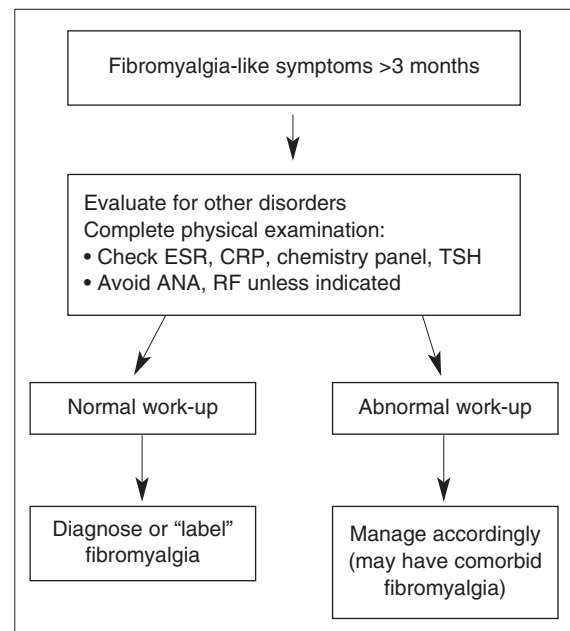 Fibromyalgia-like symptoms >3 months
Evaluate for other disorders
Complete physical examination:
• Check ESR, CRP, chemistry panel, TSH
• Avoid ANA, RF unless indicated
Normal work-up
Abnormal work-up
Diagnose or “label”
fibromyalgia
Manage accordingly
(may have comorbid
fibromyalgia)